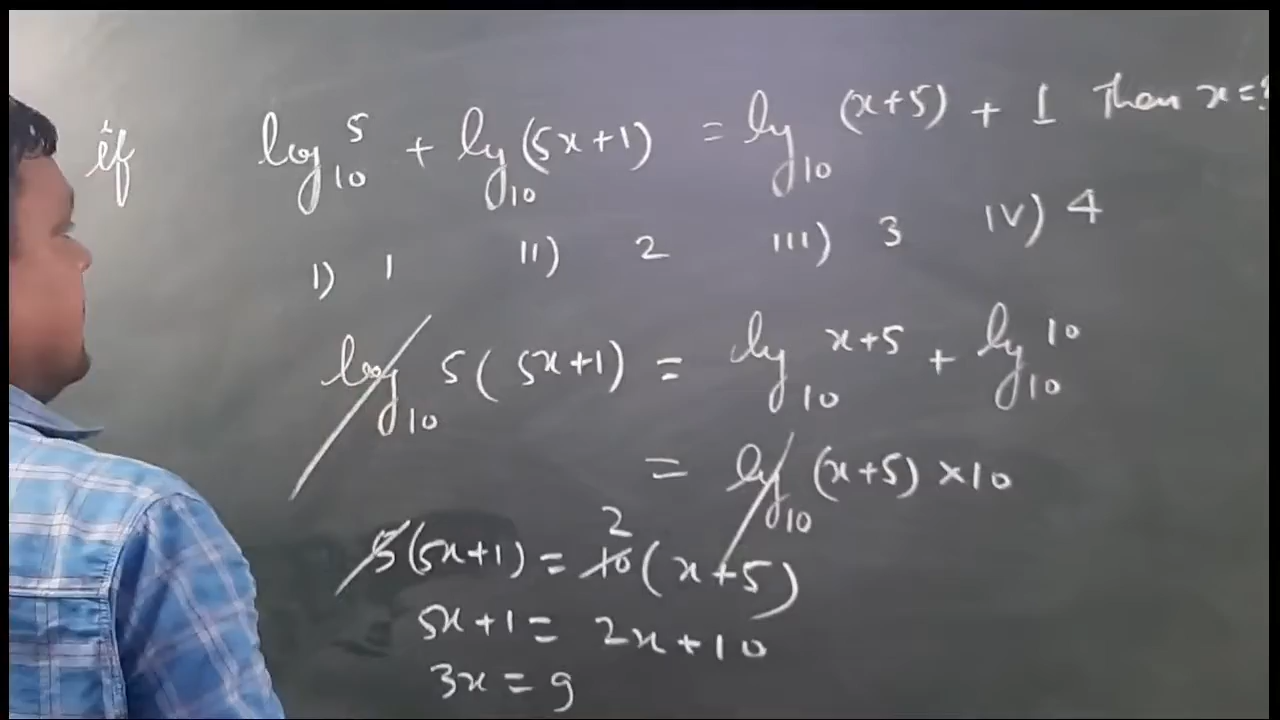 if log₁₀ 5 + log₁₀ (5x+1) = log₁₀ (x+5) + 1 Then x=?
I) 1 II) 2 III) 3 IV) 4
log₁₀ 5(5x+1) = log₁₀ x+5 + log₁₀ 10
= log₁₀ (x+5) ×10
2
5(5x+1) = 10(x+5)
5x+1 = 2x+10
3x = 9